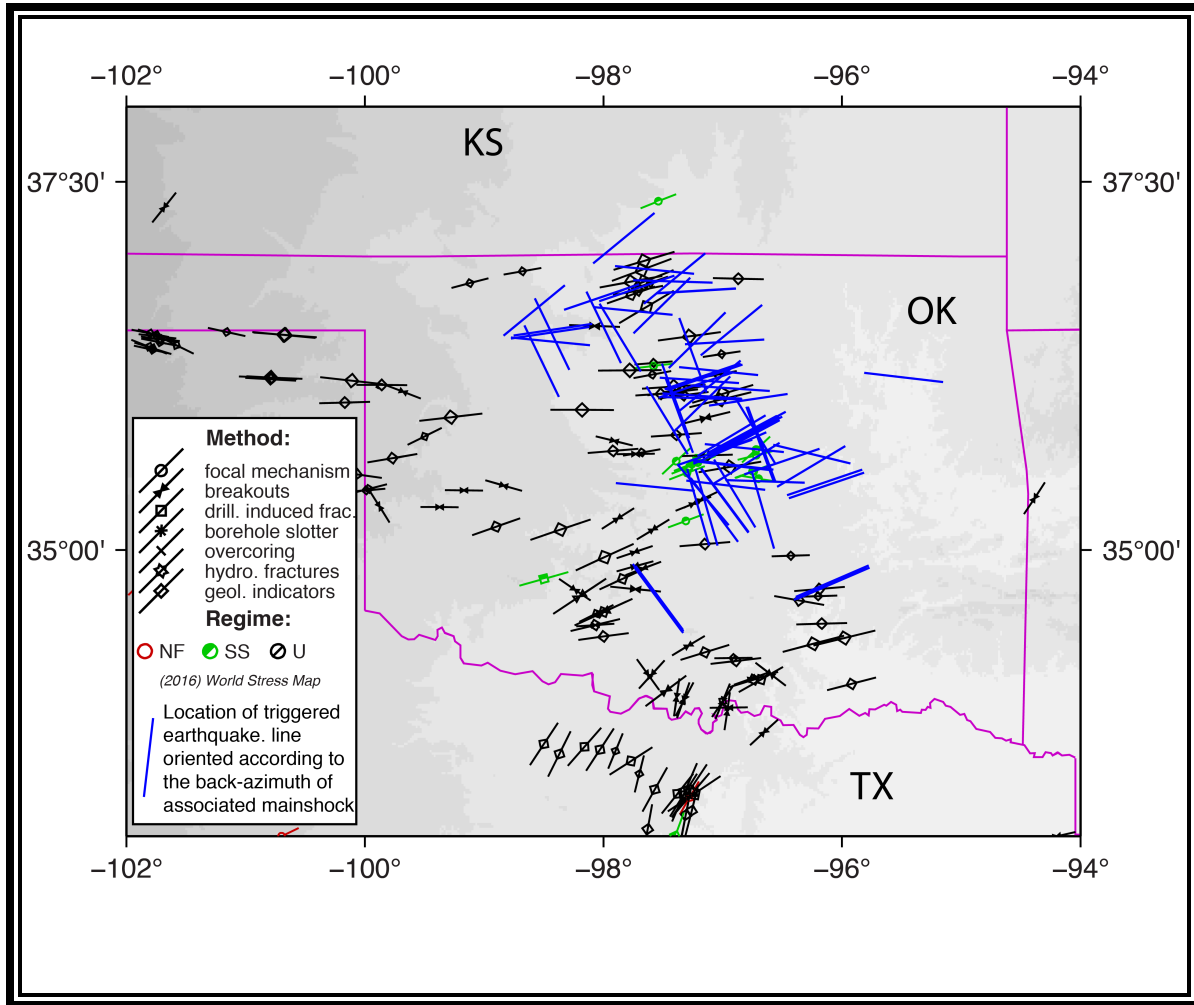 −102° −100° −98° −96° −94°
KS
37°30' 37°30'
OK
Method:
focal mechanism
breakouts
drill. induced frac.
borehole slotter
35°00' overcoring 35°00'
hydro. fractures
geol. indicators
Regime:
NF SS U
(2016) World Stress Map
Location of triggered
earthquake. line
oriented according to
the back-azimuth of
associated mainshock
TX
−102° −100° −98° −96° −94°